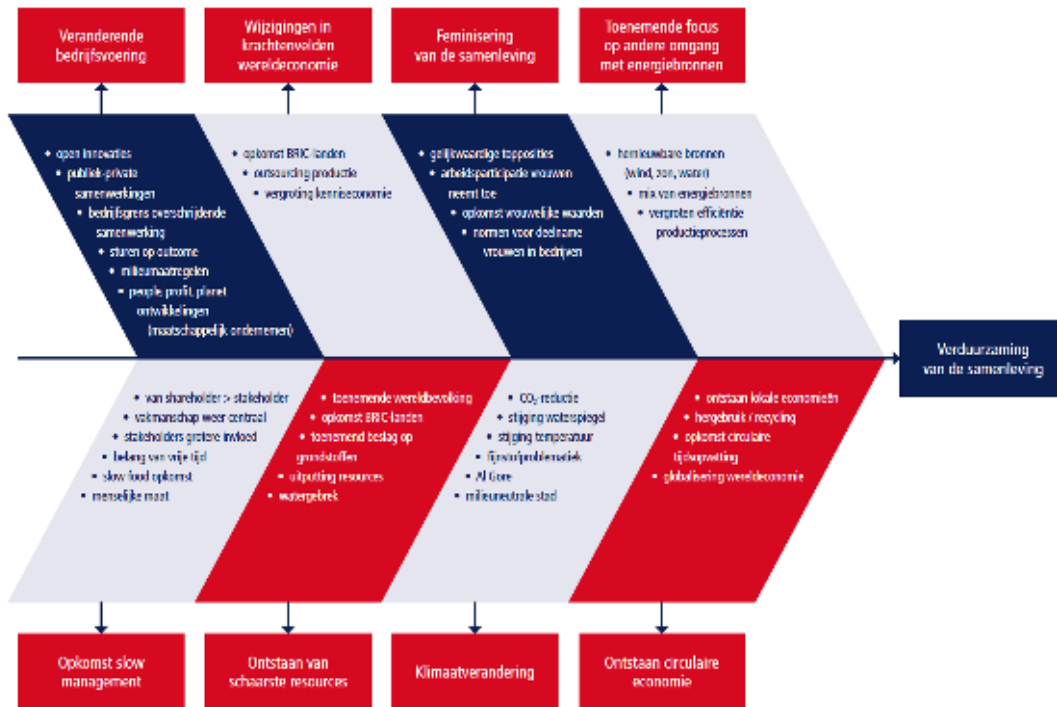 Veranderende
bedrijfsvoering
Wijzigingen in
krachtenvelden
wereldeconomie
Feminisering
van de samenleving
Toenemende focus
op andere omgang
met energiebronnen
• open innovaties
• publiek-private
samenwerkingen
• bedrijfsgrens overschrijdende
samenwerking
• sturen op outcome
• milieumaatregelen
• people, profit, planet
ontwikkelingen
(maatschappelijk ondernemen)
• opkomst BRIC-landen
• outsourcing productie
• vergroting kenniseconomie
• gelijkwaardige topposities
• arbeidsparticipatie vrouwen
neemt toe
• opkomst vrouwelijke waarden
• normen voor deelname
vrouwen in bedrijven
• hernieuwbare bronnen
(wind, zon, water)
• mix van energiebronnen
• vergroten efficiëntie
productieprocessen
Verduurzaming
van de samenleving
• van shareholder > stakeholder
• vakmanschap weer centraal
• stakeholders grotere invloed
• belang van vrije tijd
• slow food opkomst
• menselijke maat
• toenemende wereldbevolking
• opkomst BRIC-landen
• toenemend beslag op
grondstoffen
• uitputting resources
• watergebrek
• CO₂-reductie
• stijging waterspiegel
• stijging temperatuur
• fijnstofproblematiek
• Al Gore
• milieuneutrale stad
• ontstaan lokale economieën
• hergebruik / recycling
• opkomst circulaire
tijdsopvatting
• globalisering wereldeconomie
Opkomst slow
management
Ontstaan van
schaarste resources
Klimaatverandering
Ontstaan circulaire
economie